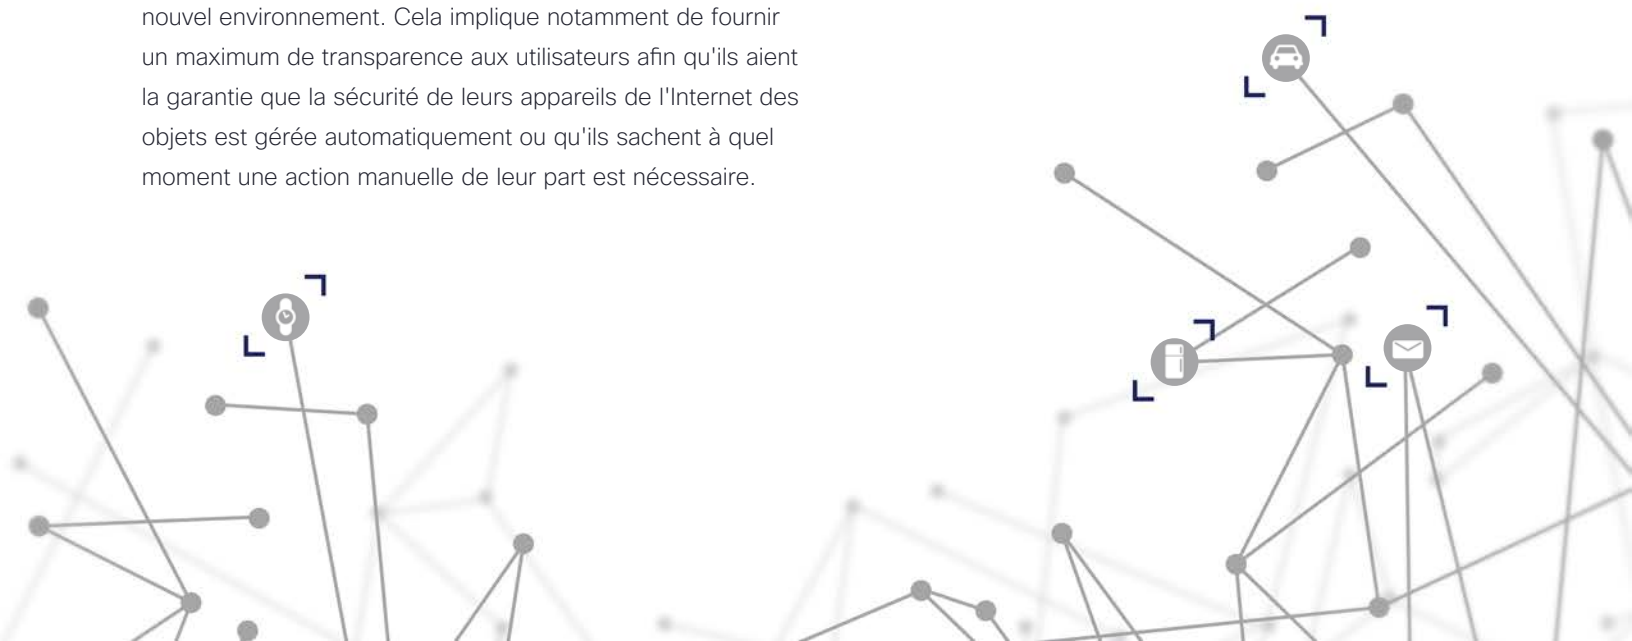 nouvel environnement. Cela implique notamment de fournir
un maximum de transparence aux utilisateurs afin qu'ils aient
la garantie que la sécurité de leurs appareils de l'Internet des
objets est gérée automatiquement ou qu'ils sachent à quel
moment une action manuelle de leur part est nécessaire.